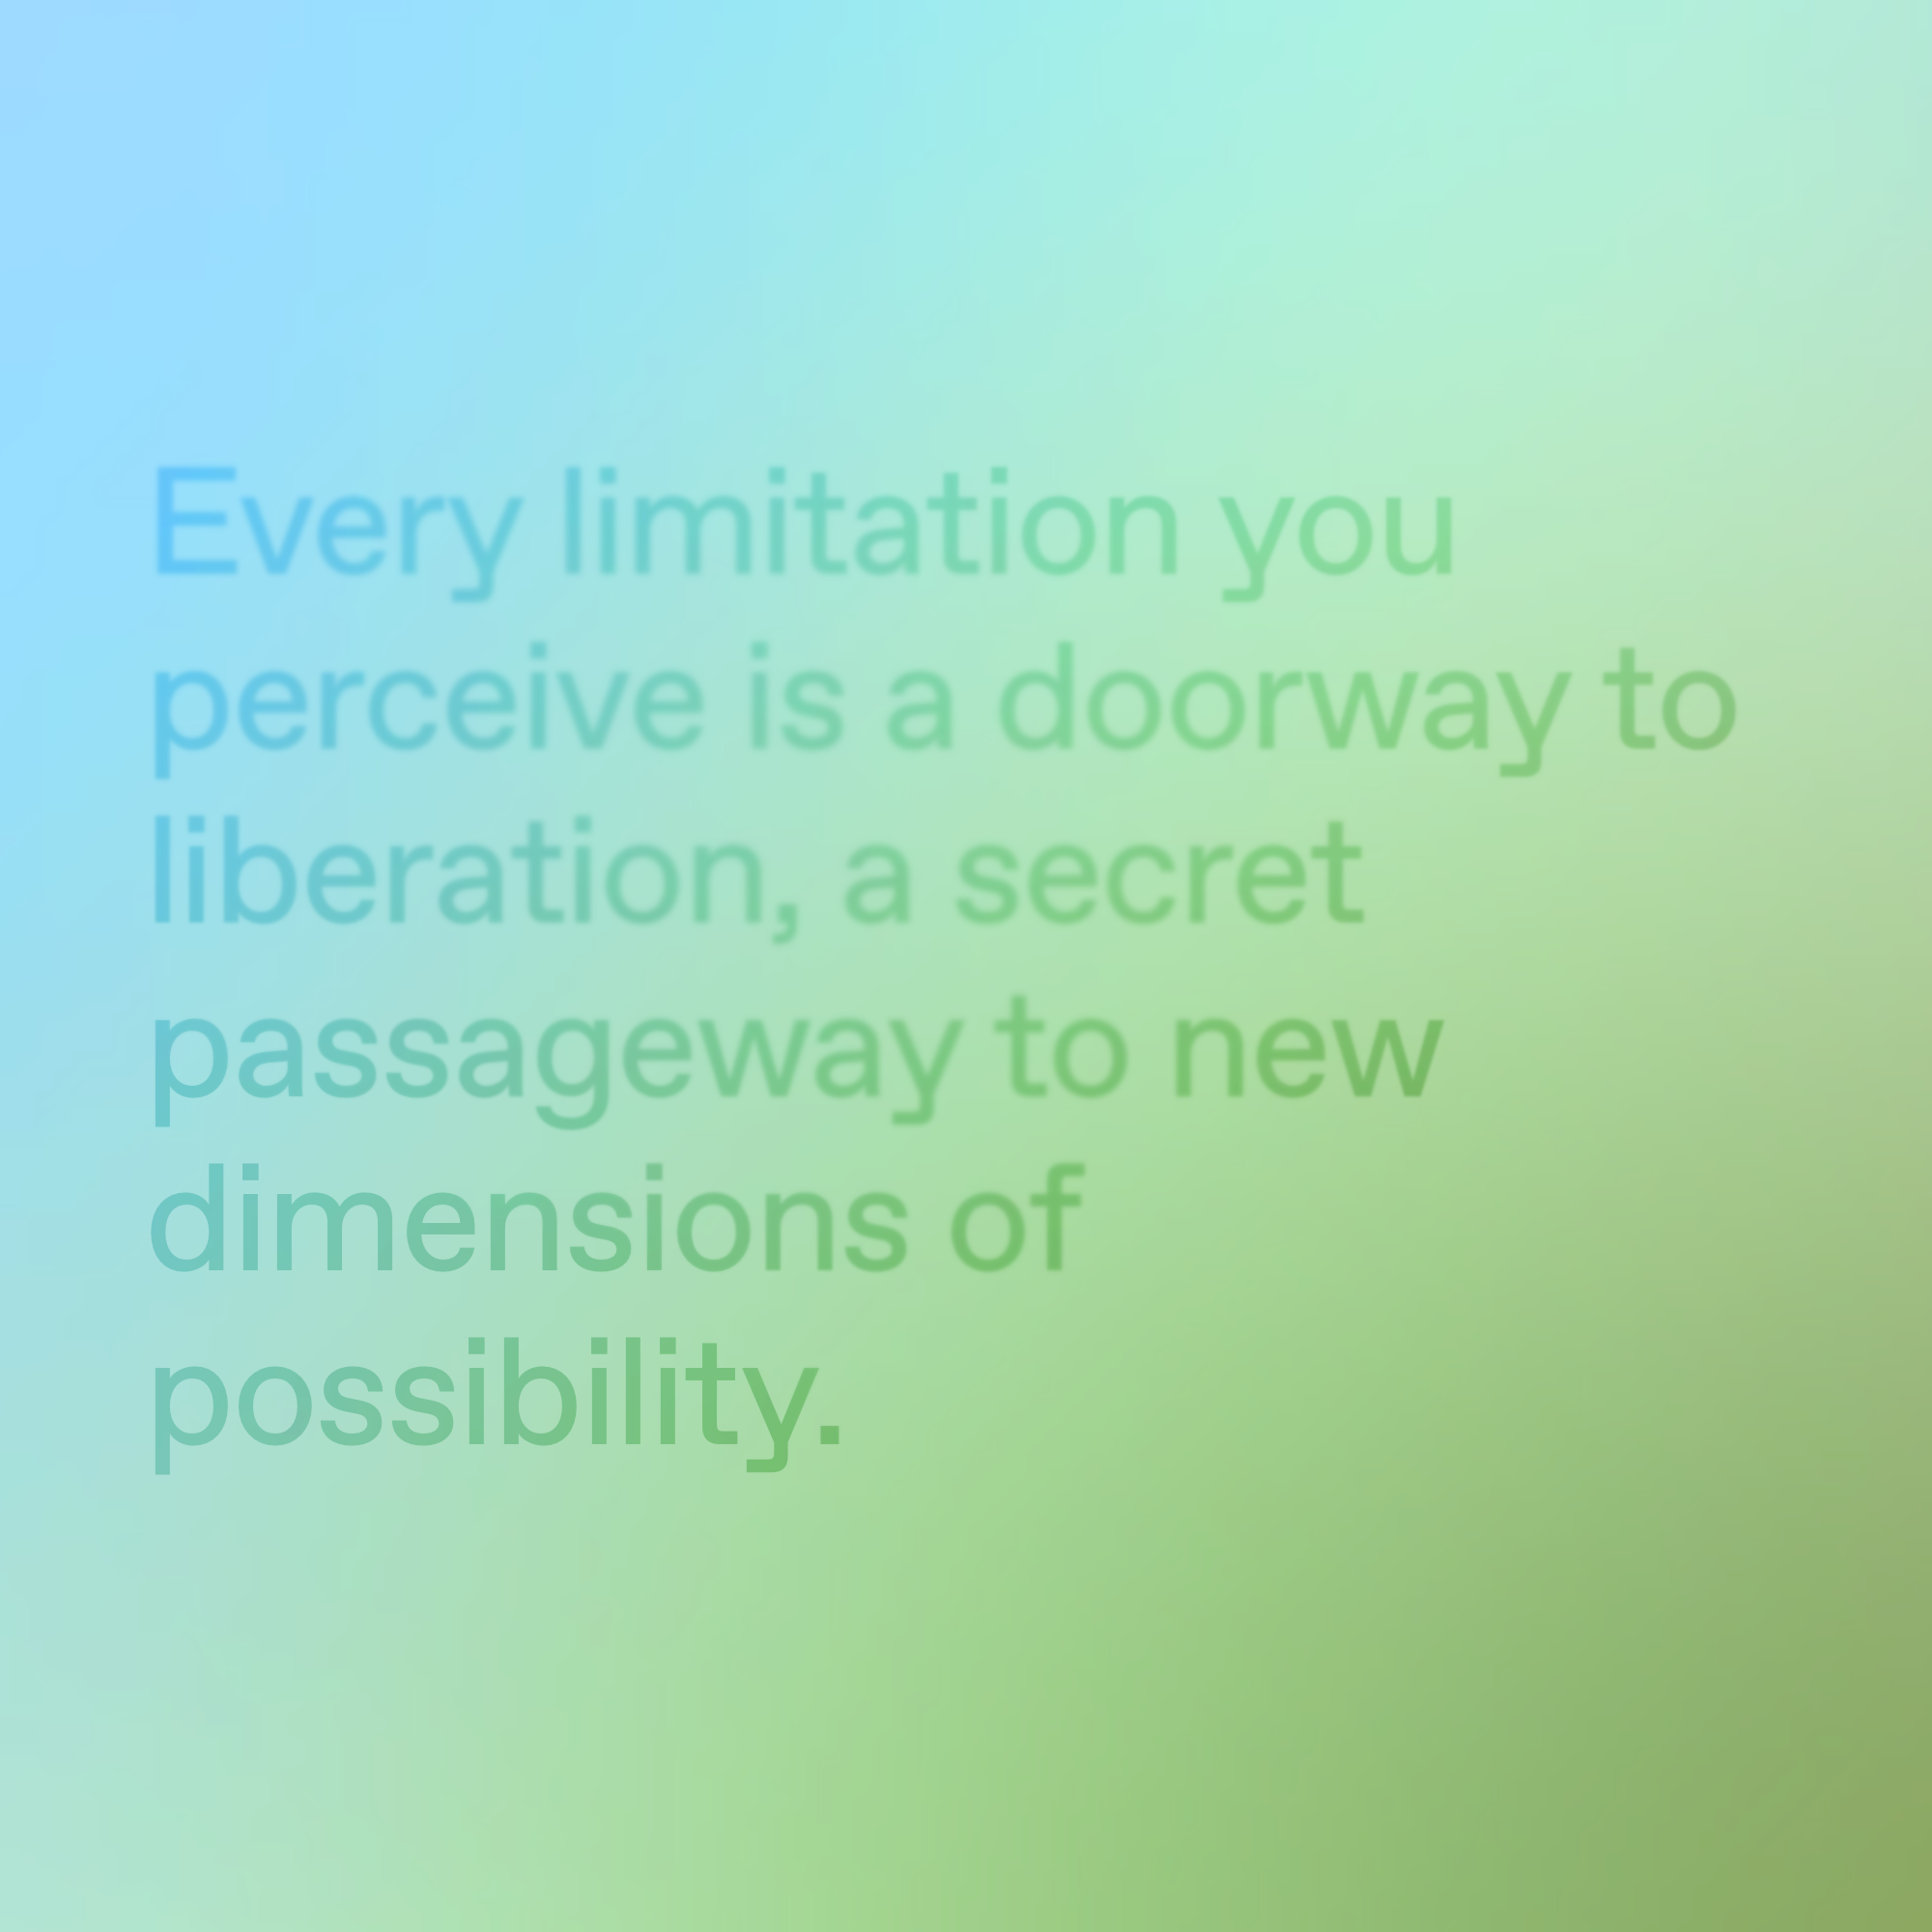 Every limitation you
perceive is a doorway to
liberation, a secret
passageway to new
dimensions of
possibility.